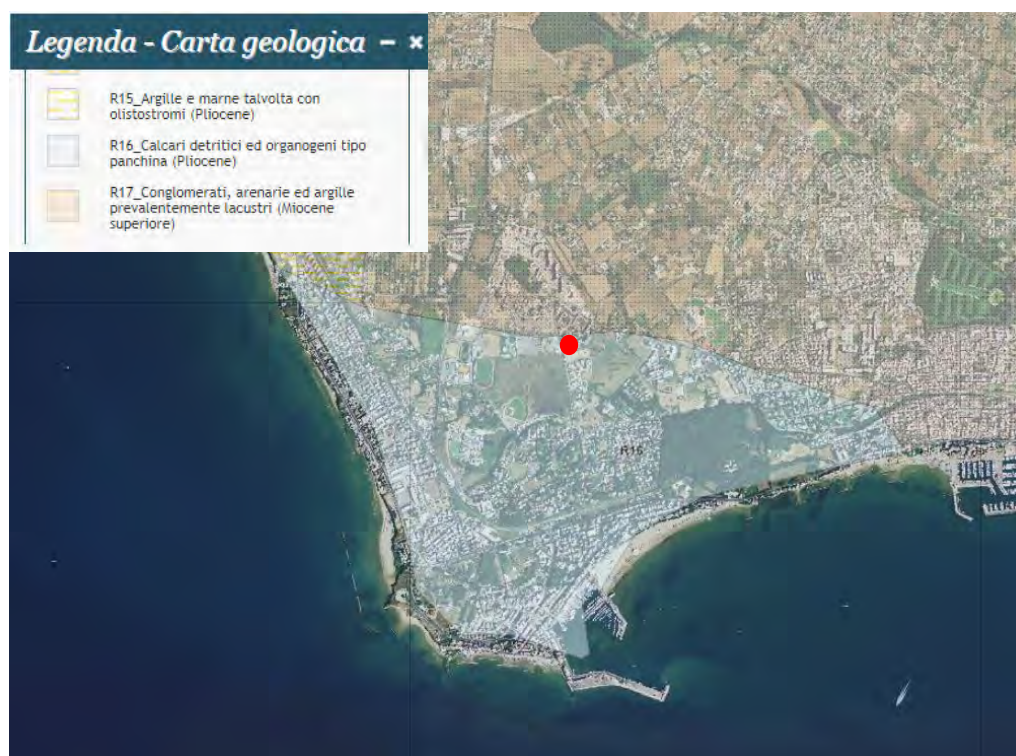 Legenda - Carta geologica – ×
R15_Argille e marne talvolta con
olistostromi (Pliocene)
R16_Calcari detritici ed organogeni tipo
panchina (Pliocene)
R17_Conglomerati, arenarie ed argille
prevalentemente lacustri (Miocene
superiore)
R16